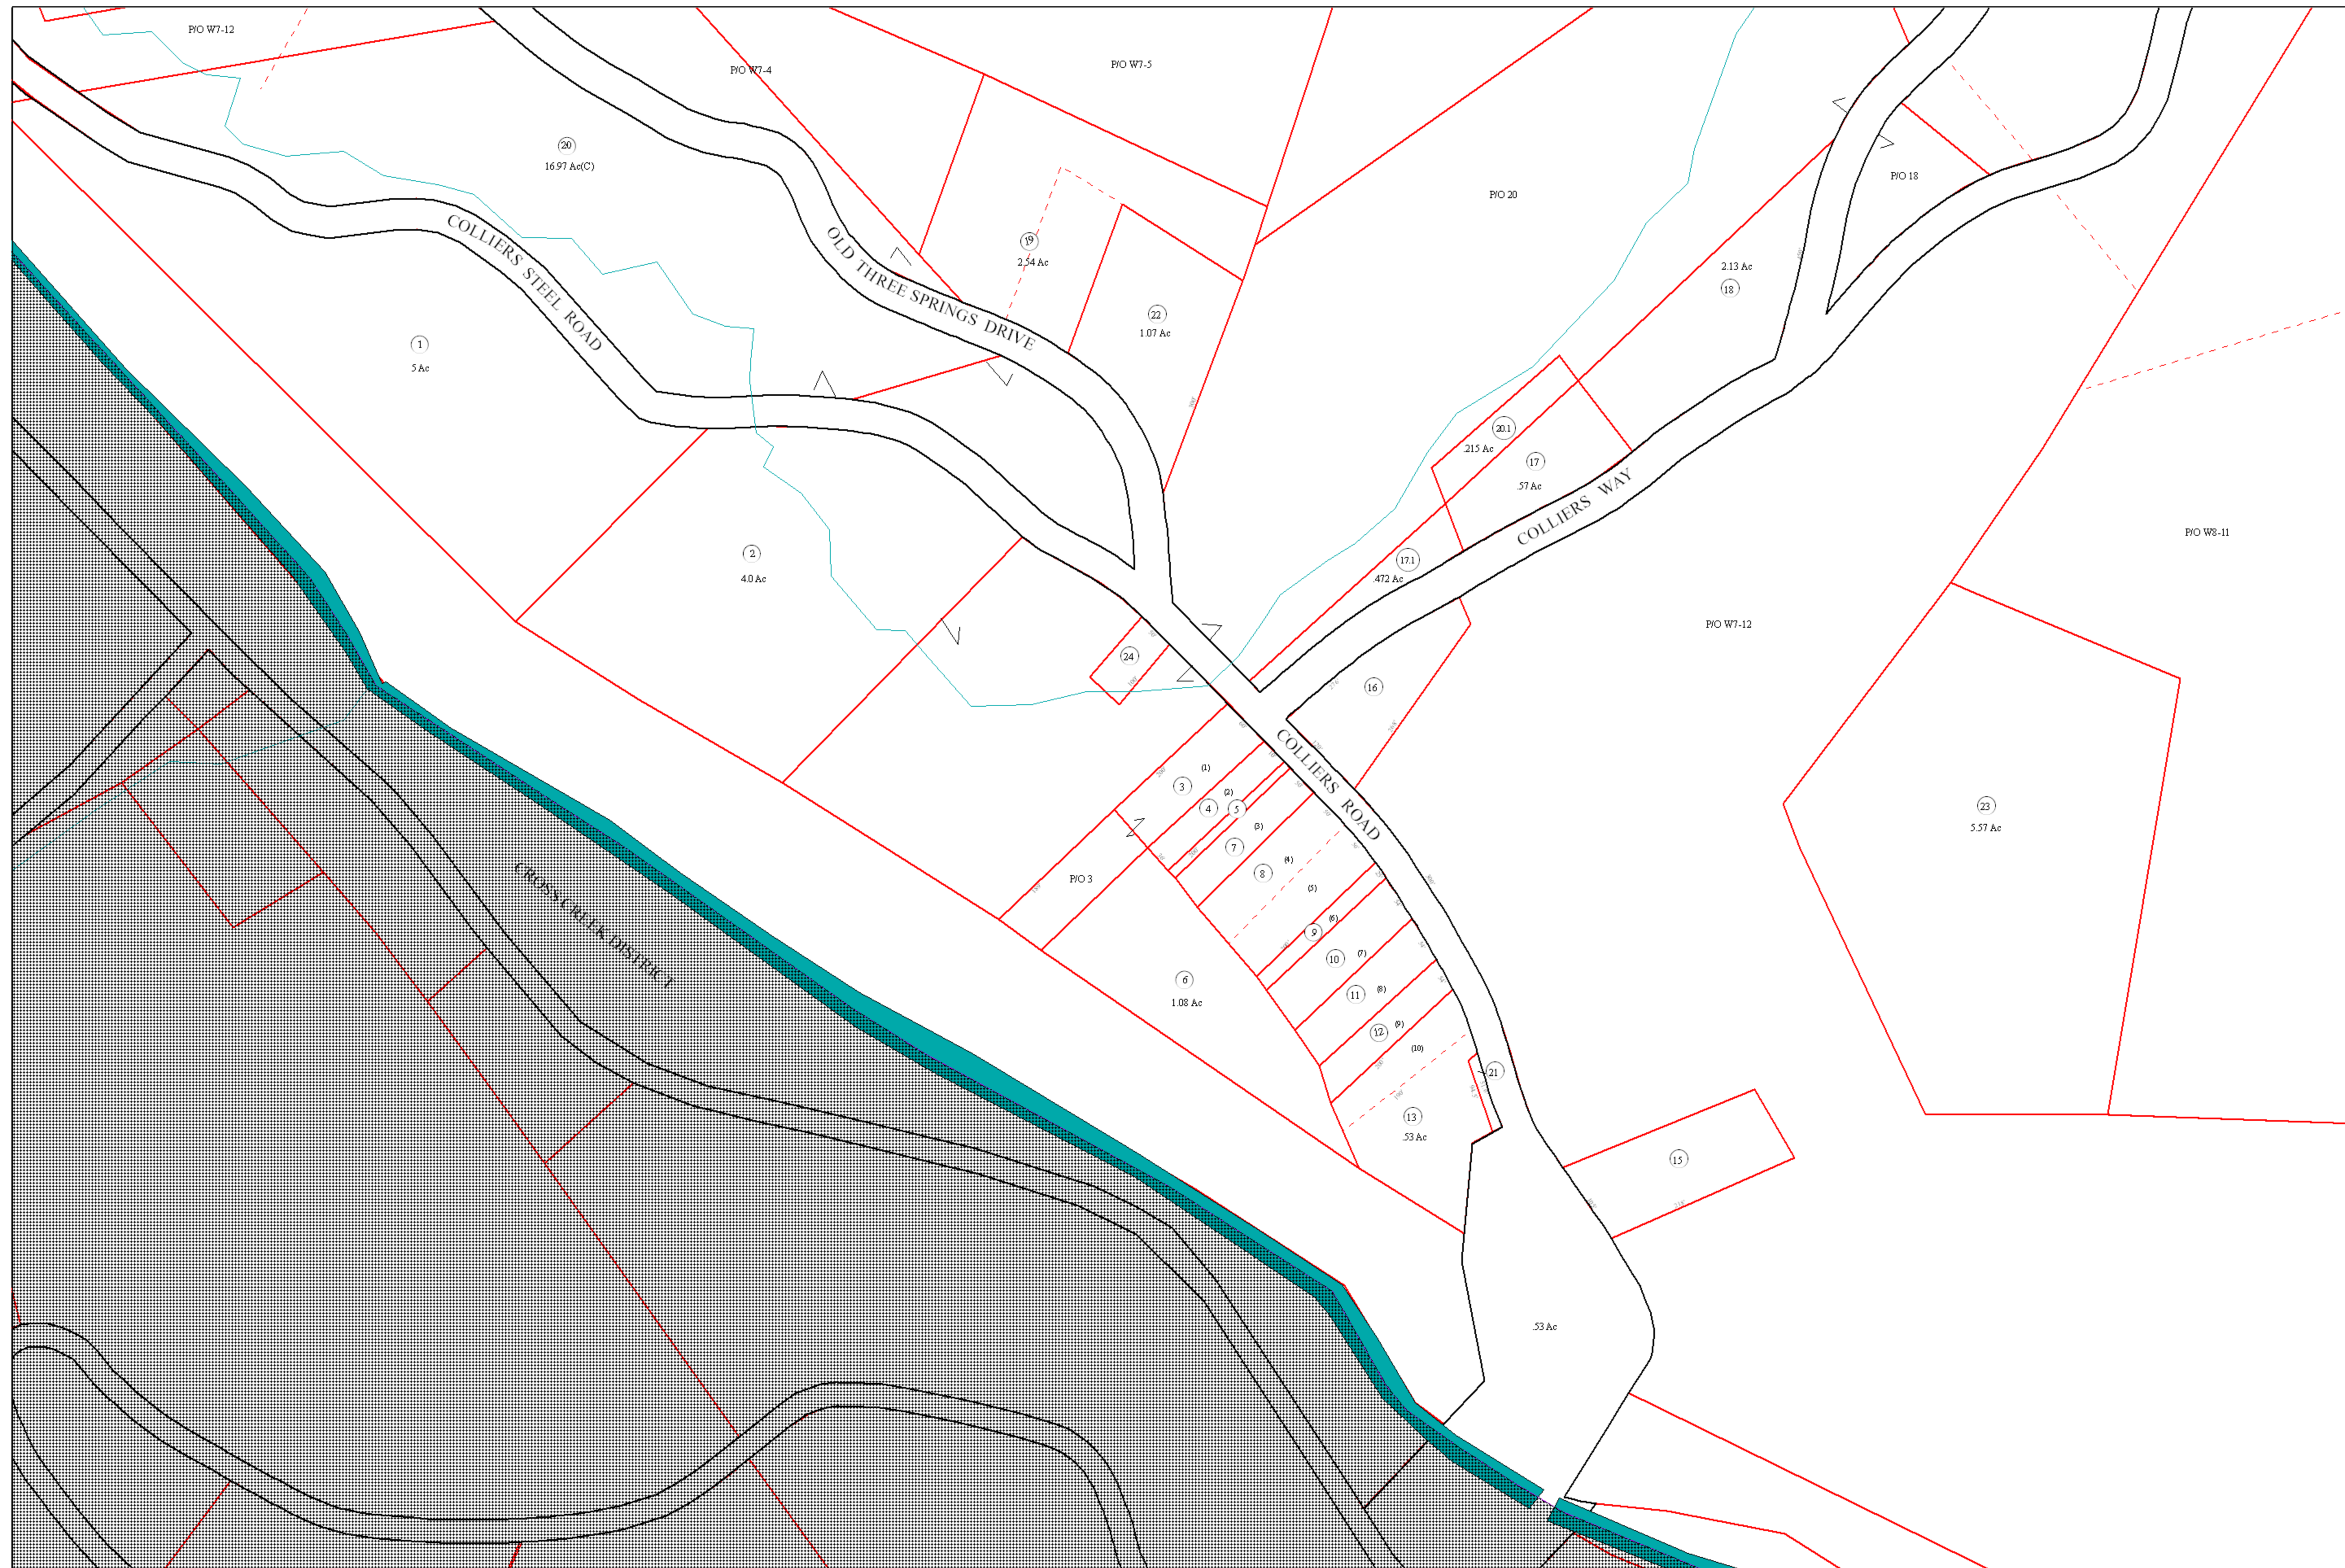 P/O W7-12
P/O W7-4
P/O W7-5
20
16.97 Ac(C)
P/O 20
P/O 18
19
2.54 Ac
2.13 Ac
18
COLLIERS STEEL ROAD
OLD THREE SPRINGS DRIVE
22
1.07 Ac
1
5 Ac
20.1
.215 Ac
17
.57 Ac
COLLIERS WAY
P/O W8-11
2
4.0 Ac
17.1
.472 Ac
P/O W7-12
24
100'
16
COLLIERS ROAD
3
(1)
4
(2)
5
7
(3)
8
(4)
(5)
23
5.57 Ac
P/O 3
CROSS CREEK DISTRICT
9
(6)
10
(7)
6
1.08 Ac
11
(8)
12
(9)
(10)
21
13
.53 Ac
15
.53 Ac